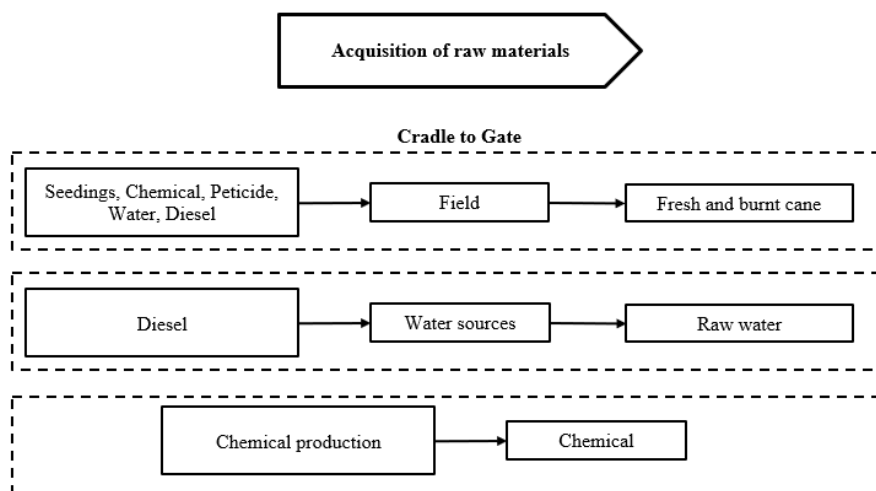 Acquisition of raw materials
Cradle to Gate
Seedings, Chemical, Peticide,
Water, Diesel
Field
Fresh and burnt cane
Diesel
Water sources
Raw water
Chemical production
Chemical